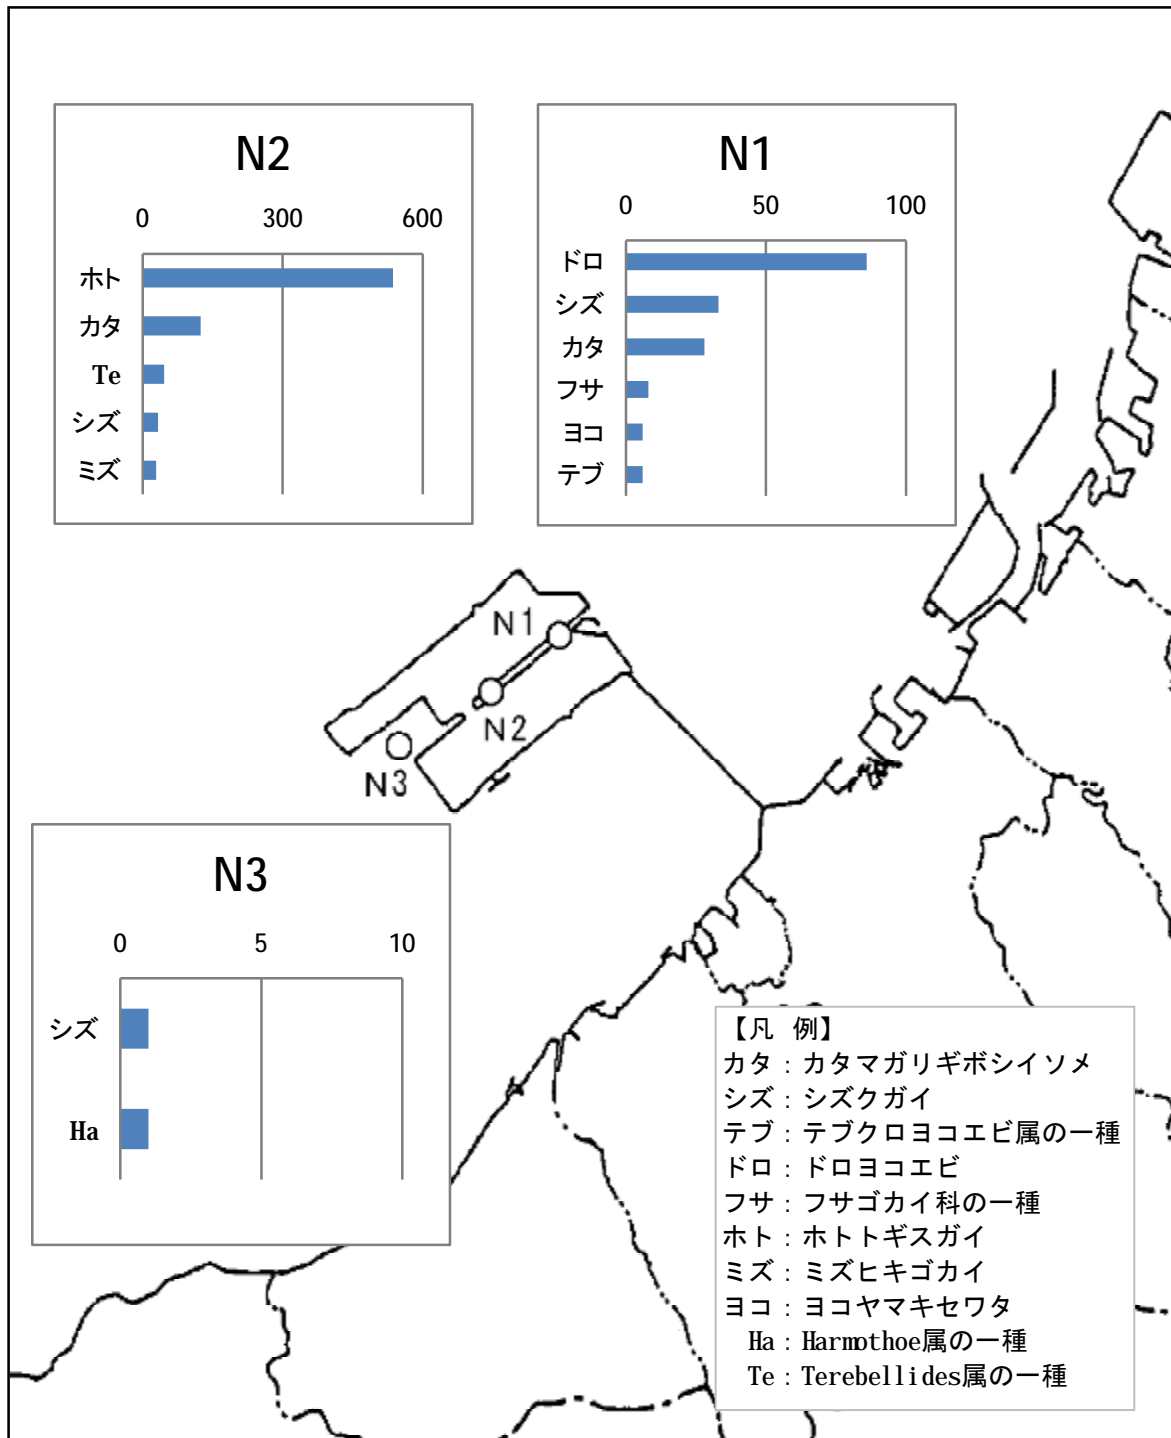 N2
0 300 600
ホト
カタ
Te
シズ
ミズ
N1
0 50 100
ドロ
シズ
カタ
フサ
ヨコ
テブ
N1
N2
N3
N3
0 5 10
シズ
Ha
【凡 例】
カタ：カタマガリギボシイソメ
シズ：シズクガイ
テブ：テブクロヨコエビ属の一種
ドロ：ドロヨコエビ
フサ：フサゴカイ科の一種
ホト：ホトトギスガイ
ミズ：ミズヒキゴカイ
ヨコ：ヨコヤマキセワタ
Ha：Harmothoe属の一種
Te：Terebellides属の一種